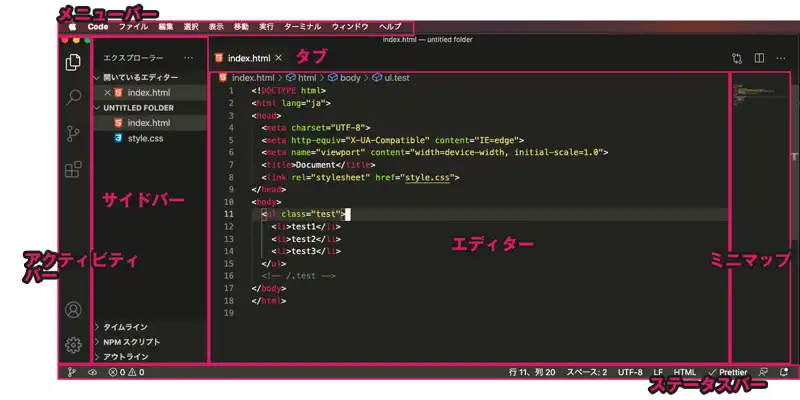 メニューバー
Code ファイル 編集 選択 表示 移動 実行 ターミナル ウィンドウ ヘルプ
index.html — untitled folder
エクスプローラー ···
index.html ×
タブ
開いているエディター
× index.html
UNTITLED FOLDER
index.html
style.css
サイドバー
アクティビティ
バー
タイムライン
NPM スクリプト
アウトライン
index.html > html > body > ul.test
1 <!DOCTYPE html>
2 <html lang="ja">
3 <head>
4 <meta charset="UTF-8">
5 <meta http-equiv="X-UA-Compatible" content="IE=edge">
6 <meta name="viewport" content="width=device-width, initial-scale=1.0">
7 <title>Document</title>
8 <link rel="stylesheet" href="style.css">
9 </head>
10 <body>
11 <ul class="test">
12 <li>test1</li>
13 <li>test2</li>
14 <li>test3</li>
15 </ul>
16 <!-- /.test -->
17 </body>
18 </html>
19
エディター
ミニマップ
0 0 行 11、列 20 スペース: 2 UTF-8 LF HTML Prettier
ステータスバー